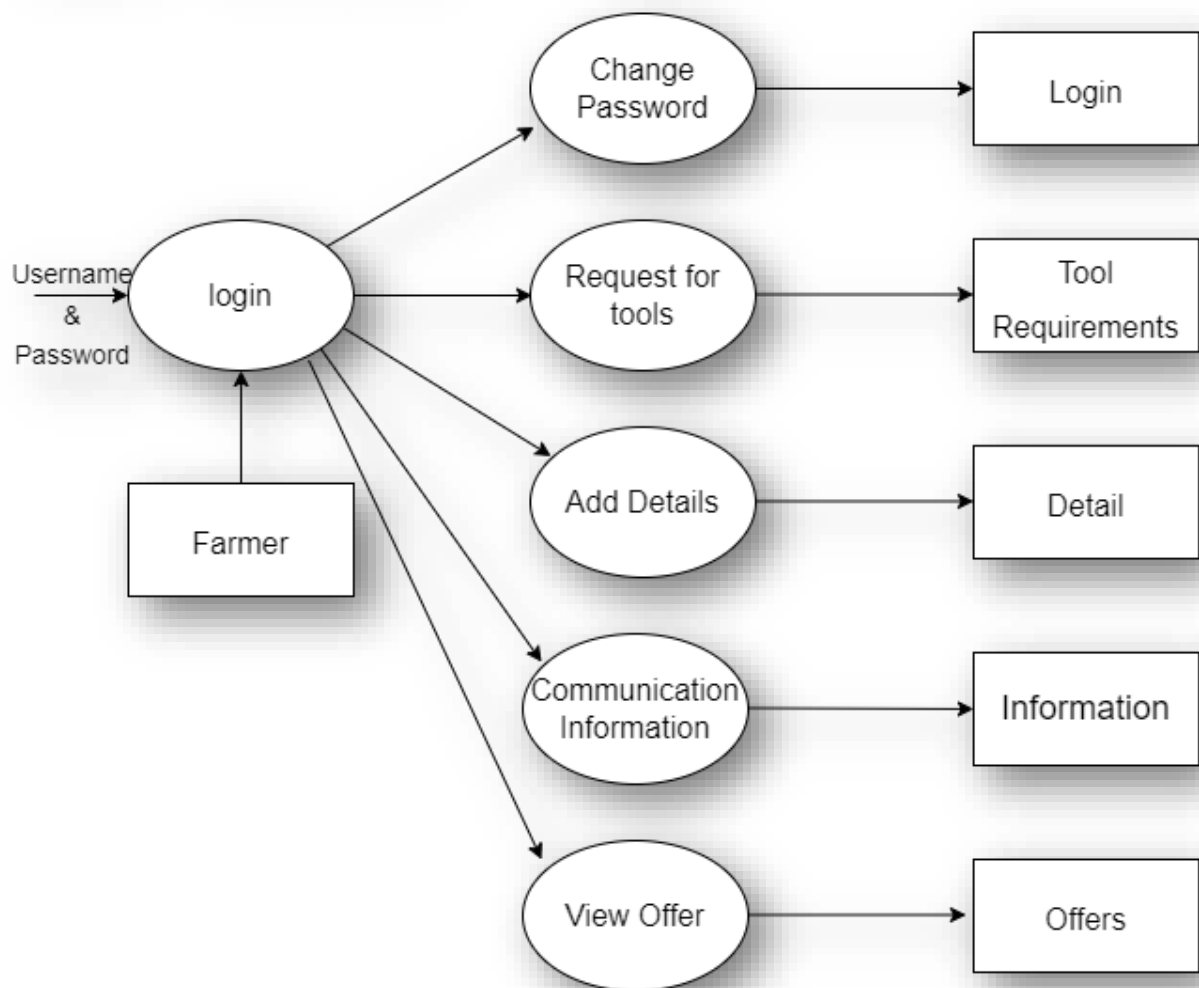 Change
Password
Login
Username
&
Password
login
Request for
tools
Tool
Requirements
Farmer
Add Details
Detail
Communication
Information
Information
View Offer
Offers